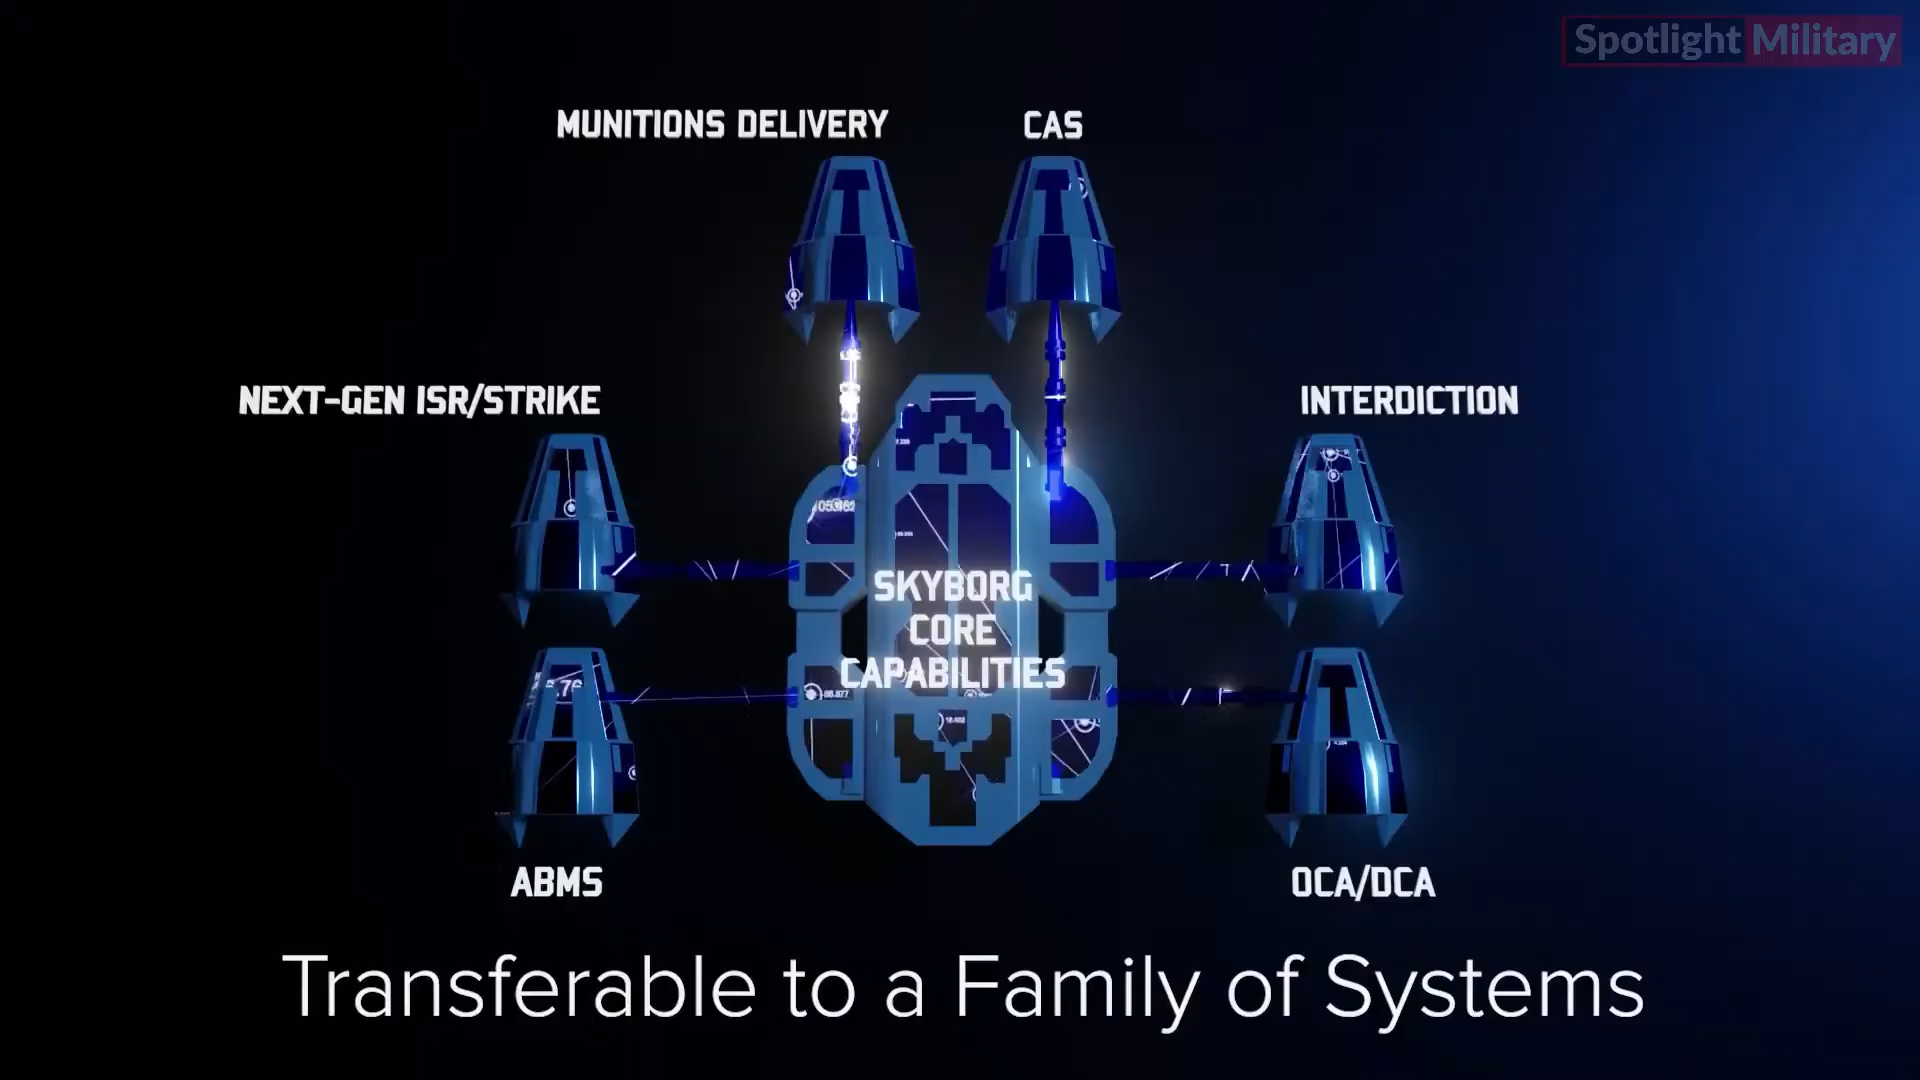 Spotlight Military
MUNITIONS DELIVERY
CAS
NEXT-GEN ISR/STRIKE
INTERDICTION
SKYBORG
CORE
CAPABILITIES
ABMS
OCA/DCA
Transferable to a Family of Systems